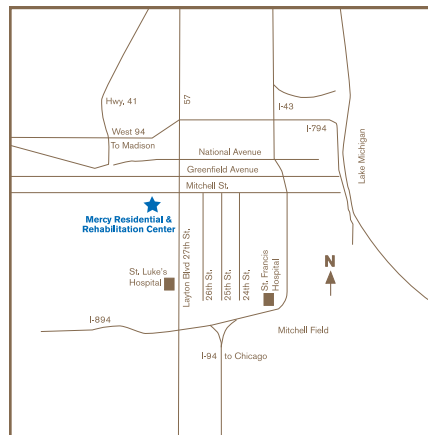 Hwy, 41
57
I-43
West 94
I-794
To Madison
National Avenue
Greenfield Avenue
Mitchell St.
Lake Michigan
Mercy Residential &
Rehabilitation Center
Layton Blvd 27th St.
26th St.
25th St.
24th St.
St. Luke's
Hospital
St. Francis
Hospital
N
I-894
Mitchell Field
I-94 to Chicago